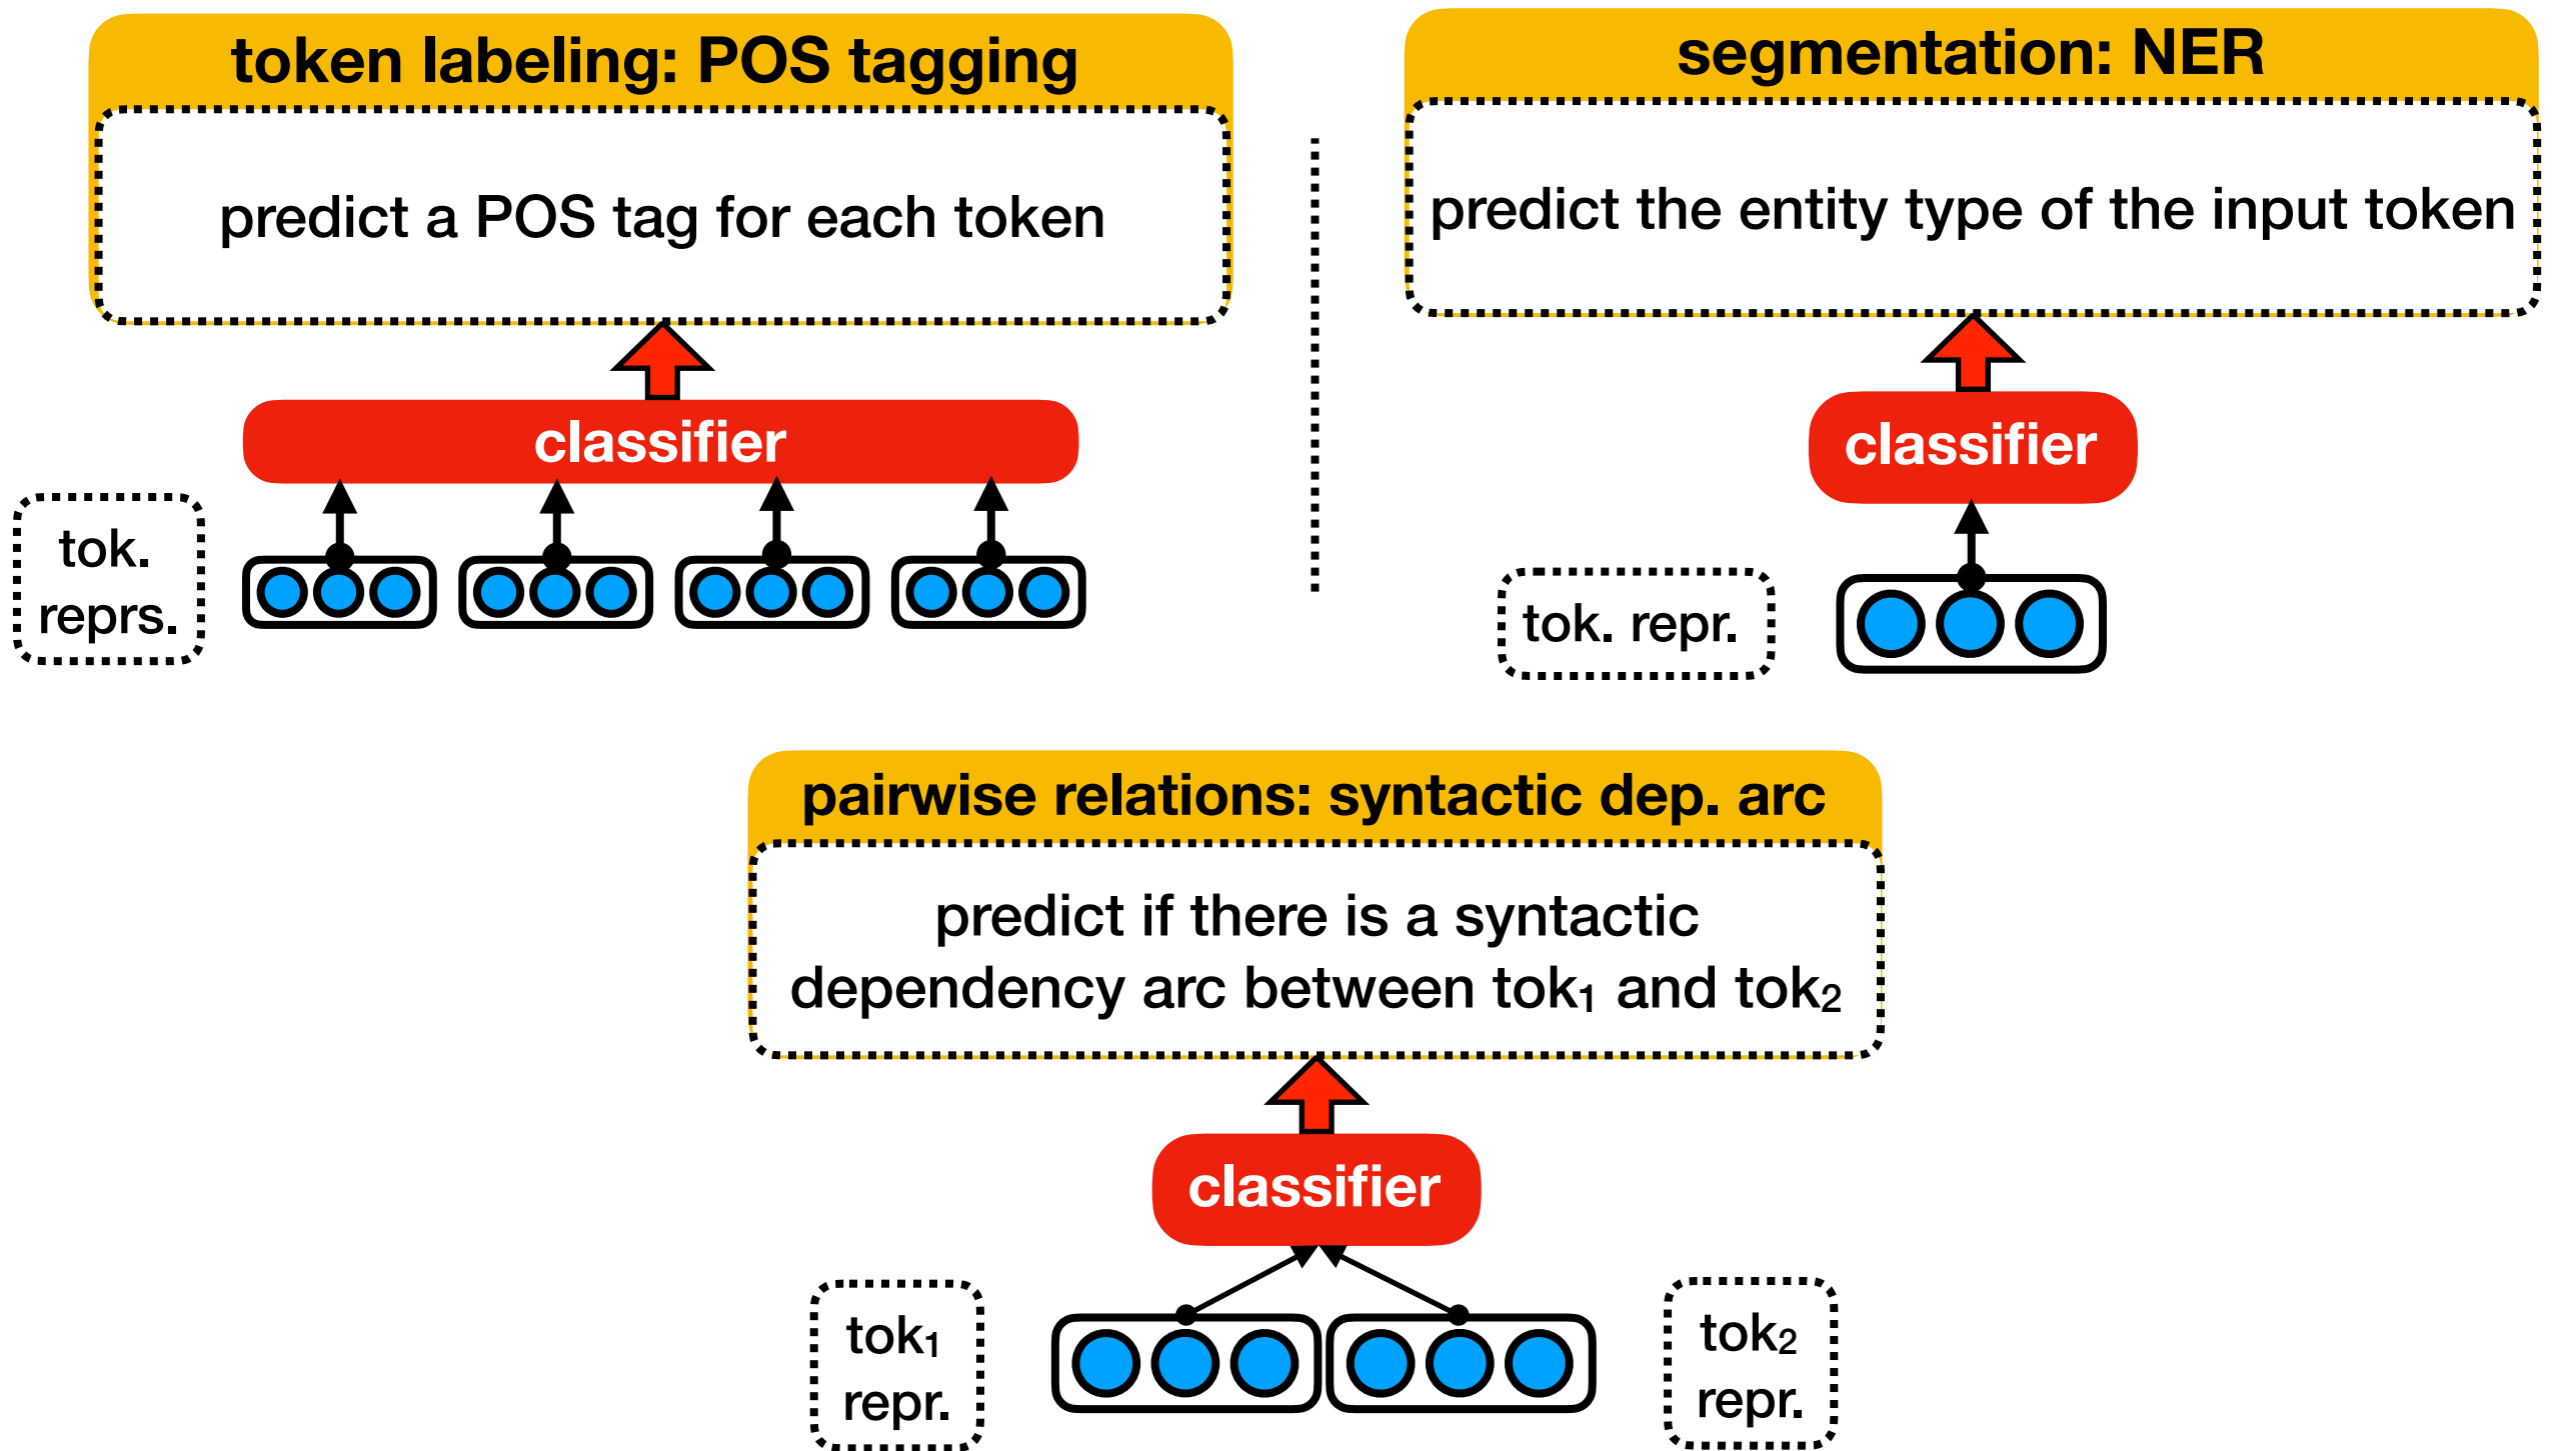 token labeling: POS tagging
predict a POS tag for each token
classifier
tok.
reprs.
segmentation: NER
predict the entity type of the input token
classifier
tok. repr.
pairwise relations: syntactic dep. arc
predict if there is a syntactic
dependency arc between tok₁ and tok₂
classifier
tok₁
repr.
tok₂
repr.